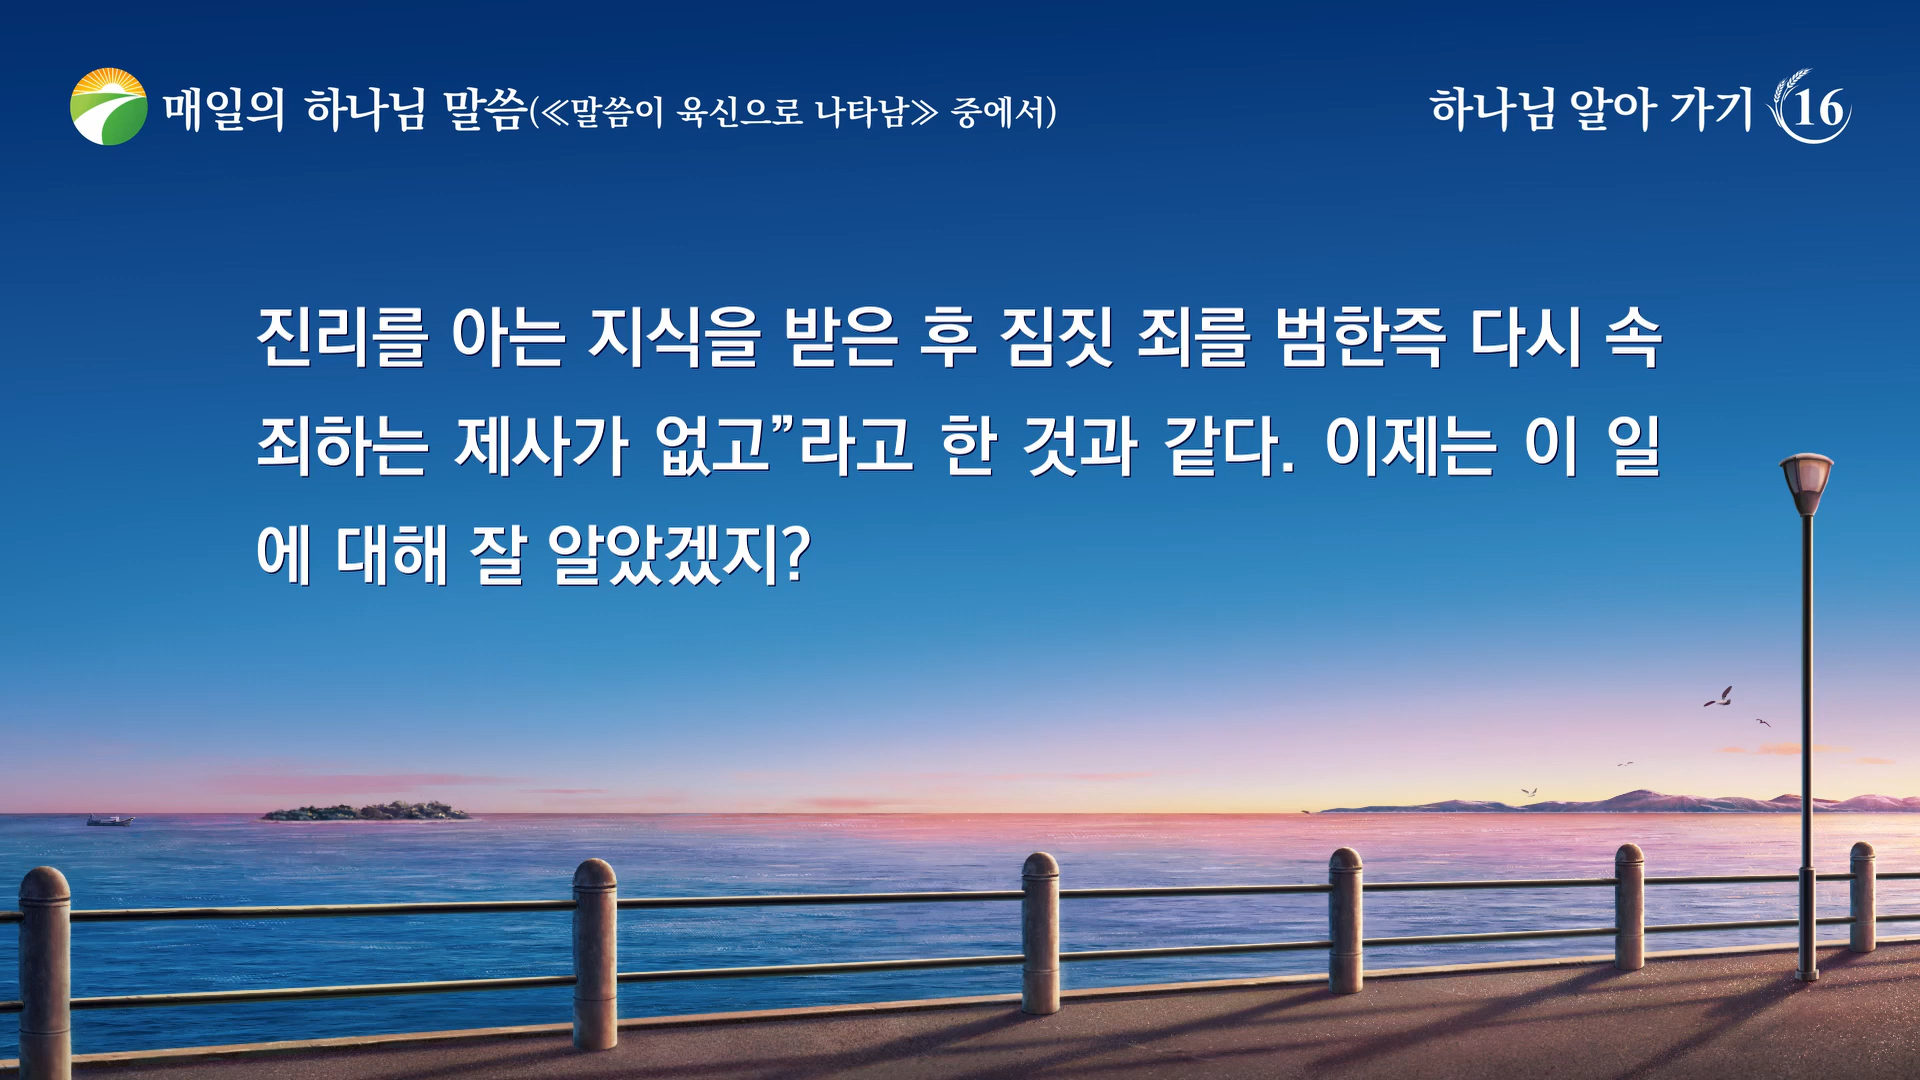 매일의 하나님 말씀(≪말씀이 육신으로 나타남≫ 중에서)
하나님 알아 가기 16
진리를 아는 지식을 받은 후 짐짓 죄를 범한즉 다시 속
죄하는 제사가 없고”라고 한 것과 같다. 이제는 이 일
에 대해 잘 알았겠지?